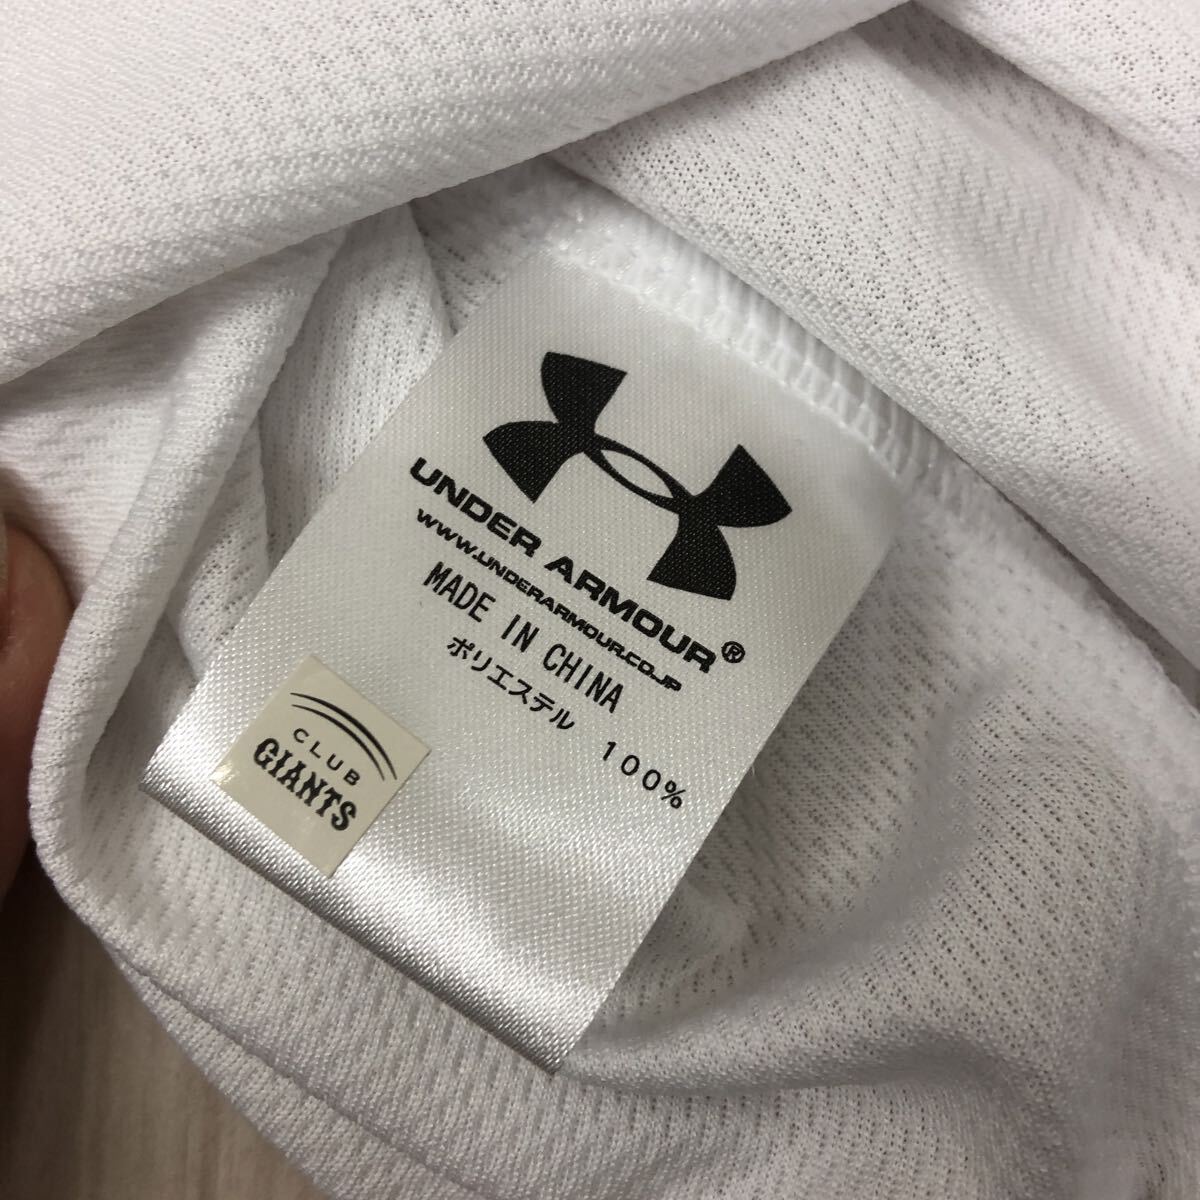 UNDER ARMOUR®
www.UNDERARMOUR.CO.JP
MADE IN CHINA
ポリエステル 100%
CLUB
GIANTS